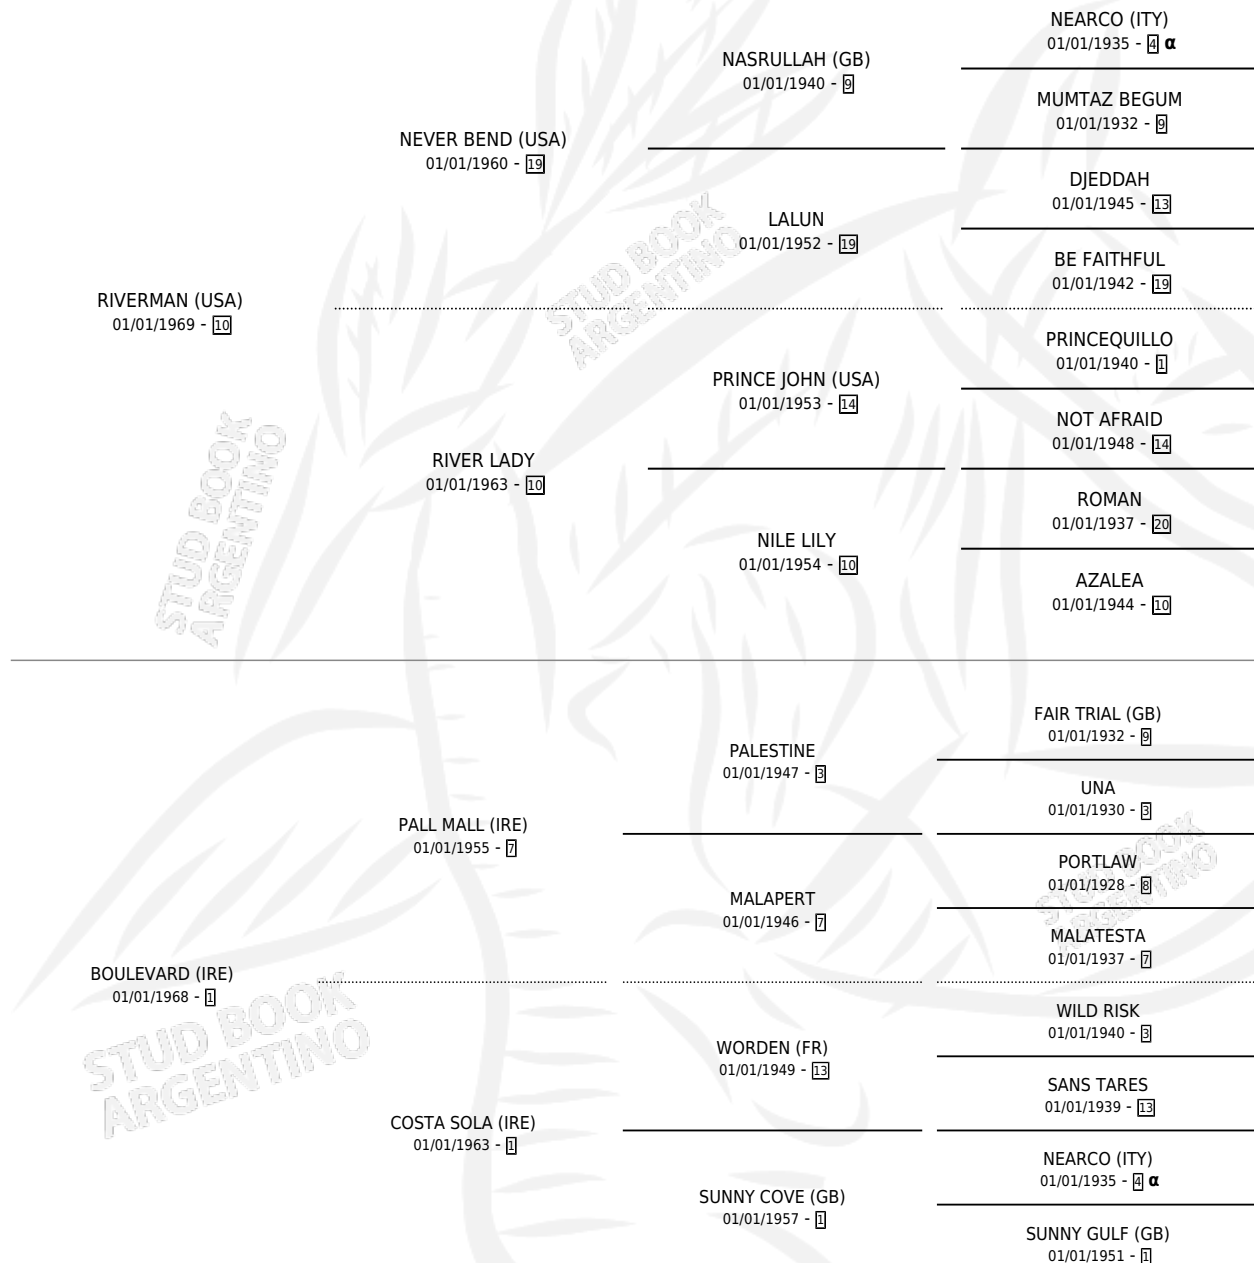 NEARCO (ITY)
01/01/1935 - 4 α
NASRULLAH (GB)
01/01/1940 - 9
MUMTAZ BEGUM
01/01/1932 - 9
NEVER BEND (USA)
01/01/1960 - 19
DJEDDAH
01/01/1945 - 13
LALUN
01/01/1952 - 19
BE FAITHFUL
01/01/1942 - 19
RIVERMAN (USA)
01/01/1969 - 10
PRINCEQUILLO
01/01/1940 - 1
PRINCE JOHN (USA)
01/01/1953 - 14
NOT AFRAID
01/01/1948 - 14
RIVER LADY
01/01/1963 - 10
ROMAN
01/01/1937 - 20
NILE LILY
01/01/1954 - 10
AZALEA
01/01/1944 - 10
FAIR TRIAL (GB)
01/01/1932 - 9
PALESTINE
01/01/1947 - 3
UNA
01/01/1930 - 3
PALL MALL (IRE)
01/01/1955 - 7
PORTLAW
01/01/1928 - 8
MALAPERT
01/01/1946 - 7
MALATESTA
01/01/1937 - 7
BOULEVARD (IRE)
01/01/1968 - 1
WILD RISK
01/01/1940 - 3
WORDEN (FR)
01/01/1949 - 13
SANS TARES
01/01/1939 - 13
COSTA SOLA (IRE)
01/01/1963 - 1
NEARCO (ITY)
01/01/1935 - 4 α
SUNNY COVE (GB)
01/01/1957 - 1
SUNNY GULF (GB)
01/01/1951 - 1
STUD BOOK
ARGENTINO
STUD BOOK
ARGENTINO
STUD BOOK
ARGENTINO
STUD BOOK
ARGENTINO